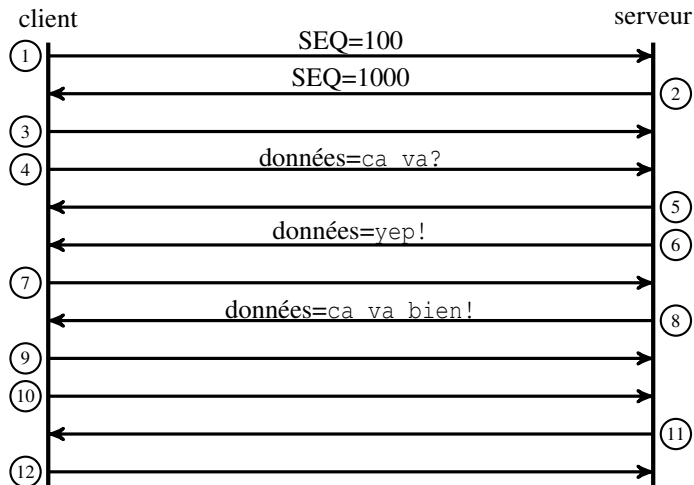 client serveur
1 SEQ=100
SEQ=1000 2
3
4 données=ca va?
5
données=yep! 6
7
données=ca va bien! 8
9
10
11
12